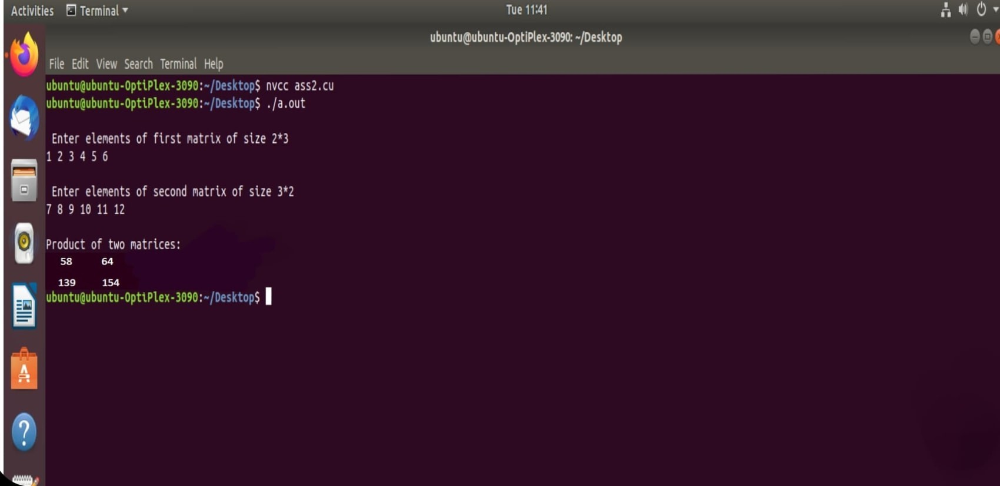 Activities Terminal Tue 11:41
ubuntu@ubuntu-OptiPlex-3090: ~/Desktop
File Edit View Search Terminal Help
ubuntu@ubuntu-OptiPlex-3090:~/Desktop$ nvcc ass2.cu
ubuntu@ubuntu-OptiPlex-3090:~/Desktop$ ./a.out
Enter elements of first matrix of size 2*3
1 2 3 4 5 6
Enter elements of second matrix of size 3*2
7 8 9 10 11 12
Product of two matrices:
58 64
139 154
ubuntu@ubuntu-OptiPlex-3090:~/Desktop$